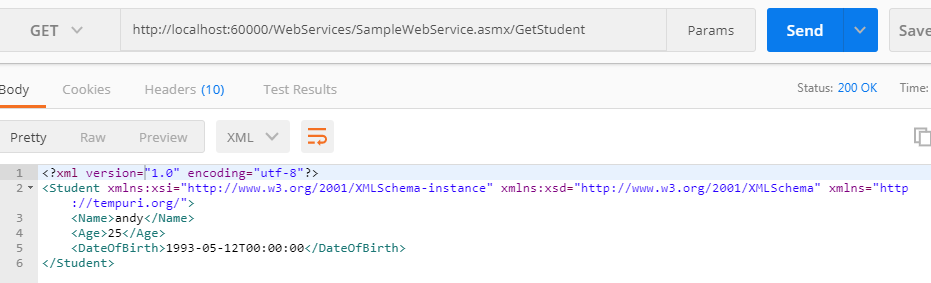 GET http://localhost:60000/WebServices/SampleWebService.asmx/GetStudent Params Send Save
Body Cookies Headers (10) Test Results Status: 200 OK Time:
Pretty Raw Preview XML
1 <?xml version="1.0" encoding="utf-8"?>
2 <Student xmlns:xsi="http://www.w3.org/2001/XMLSchema-instance" xmlns:xsd="http://www.w3.org/2001/XMLSchema" xmlns="http
://tempuri.org/">
3 <Name>andy</Name>
4 <Age>25</Age>
5 <DateOfBirth>1993-05-12T00:00:00</DateOfBirth>
6 </Student>